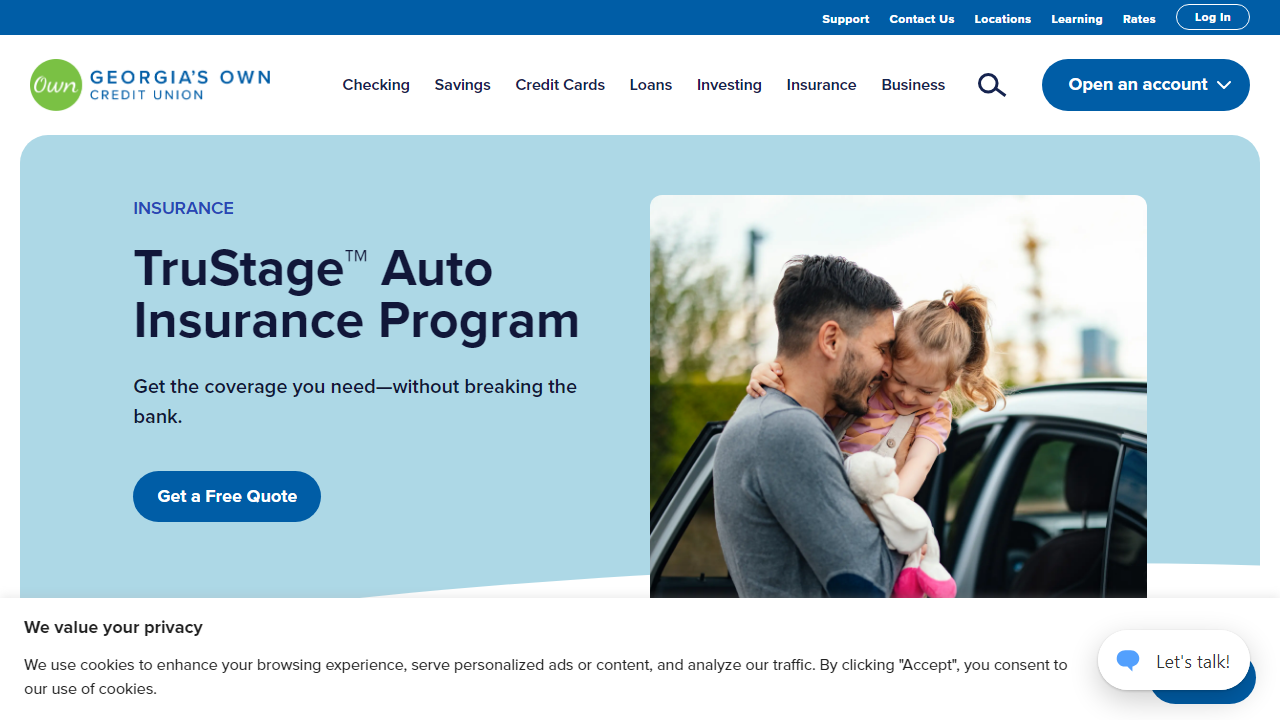 Support Contact Us Locations Learning Rates Log In
Own GEORGIA'S OWN
CREDIT UNION
Checking Savings Credit Cards Loans Investing Insurance Business Open an account
INSURANCE
TruStage™ Auto
Insurance Program
Get the coverage you need—without breaking the
bank.
Get a Free Quote
We value your privacy
We use cookies to enhance your browsing experience, serve personalized ads or content, and analyze our traffic. By clicking "Accept", you consent to
our use of cookies.
Let's talk!